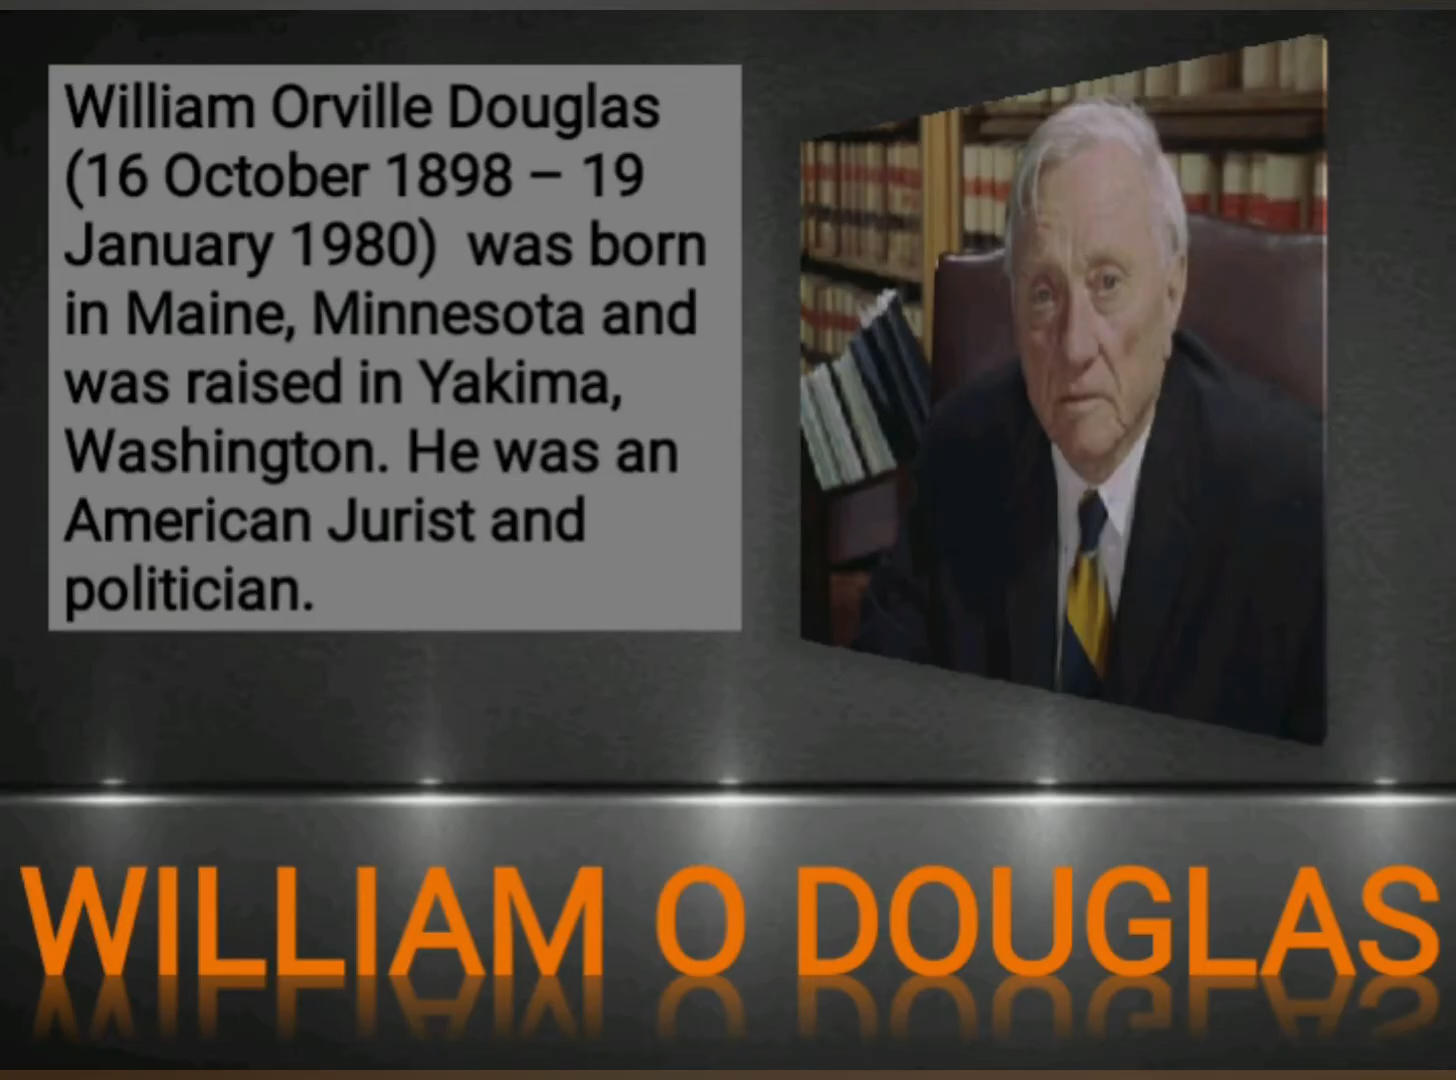 William Orville Douglas
(16 October 1898 – 19
January 1980)  was born
in Maine, Minnesota and
was raised in Yakima,
Washington. He was an
American Jurist and
politician.
WILLIAM O DOUGLAS